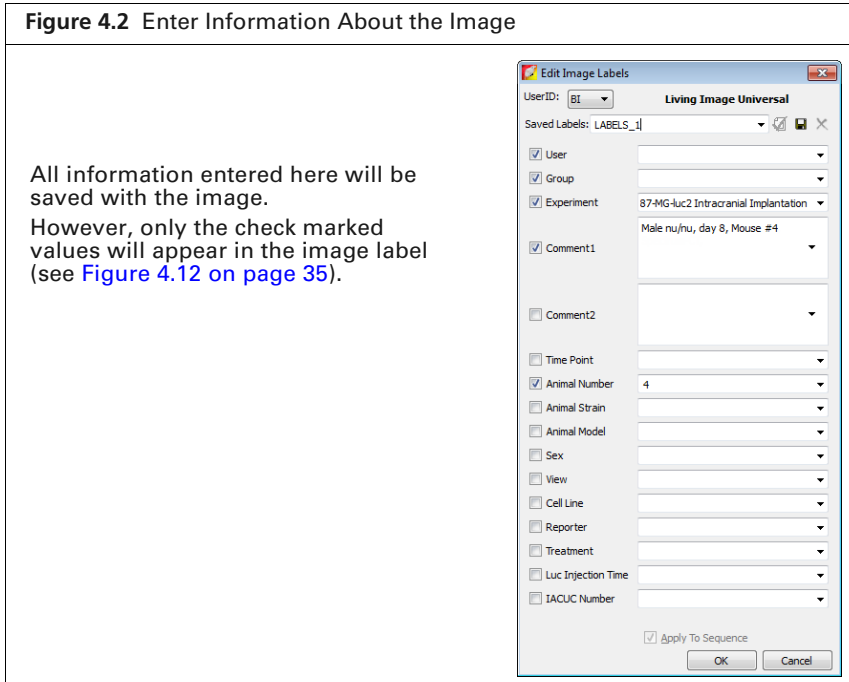 Figure 4.2 Enter Information About the Image
All information entered here will be
saved with the image.
However, only the check marked
values will appear in the image label
(see Figure 4.12 on page 35).
Edit Image Labels
UserID: BI Living Image Universal
Saved Labels: LABELS_1
User
Group
Experiment 87-MG-luc2 Intracranial Implantation
Male nu/nu, day 8, Mouse #4
Comment1
Comment2
Time Point
Animal Number 4
Animal Strain
Animal Model
Sex
View
Cell Line
Reporter
Treatment
Luc Injection Time
IACUC Number
Apply To Sequence
OK Cancel